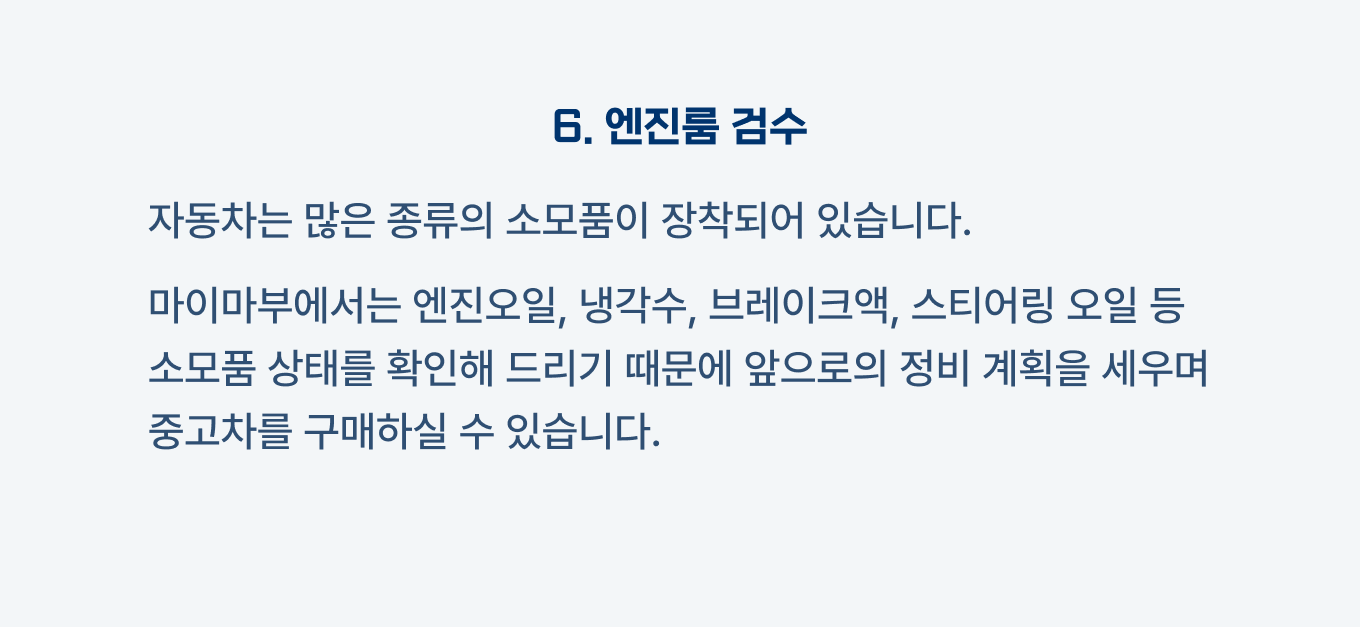 6. 엔진룸 검수
자동차는 많은 종류의 소모품이 장착되어 있습니다.
마이마부에서는 엔진오일, 냉각수, 브레이크액, 스티어링 오일 등
소모품 상태를 확인해 드리기 때문에 앞으로의 정비 계획을 세우며
중고차를 구매하실 수 있습니다.